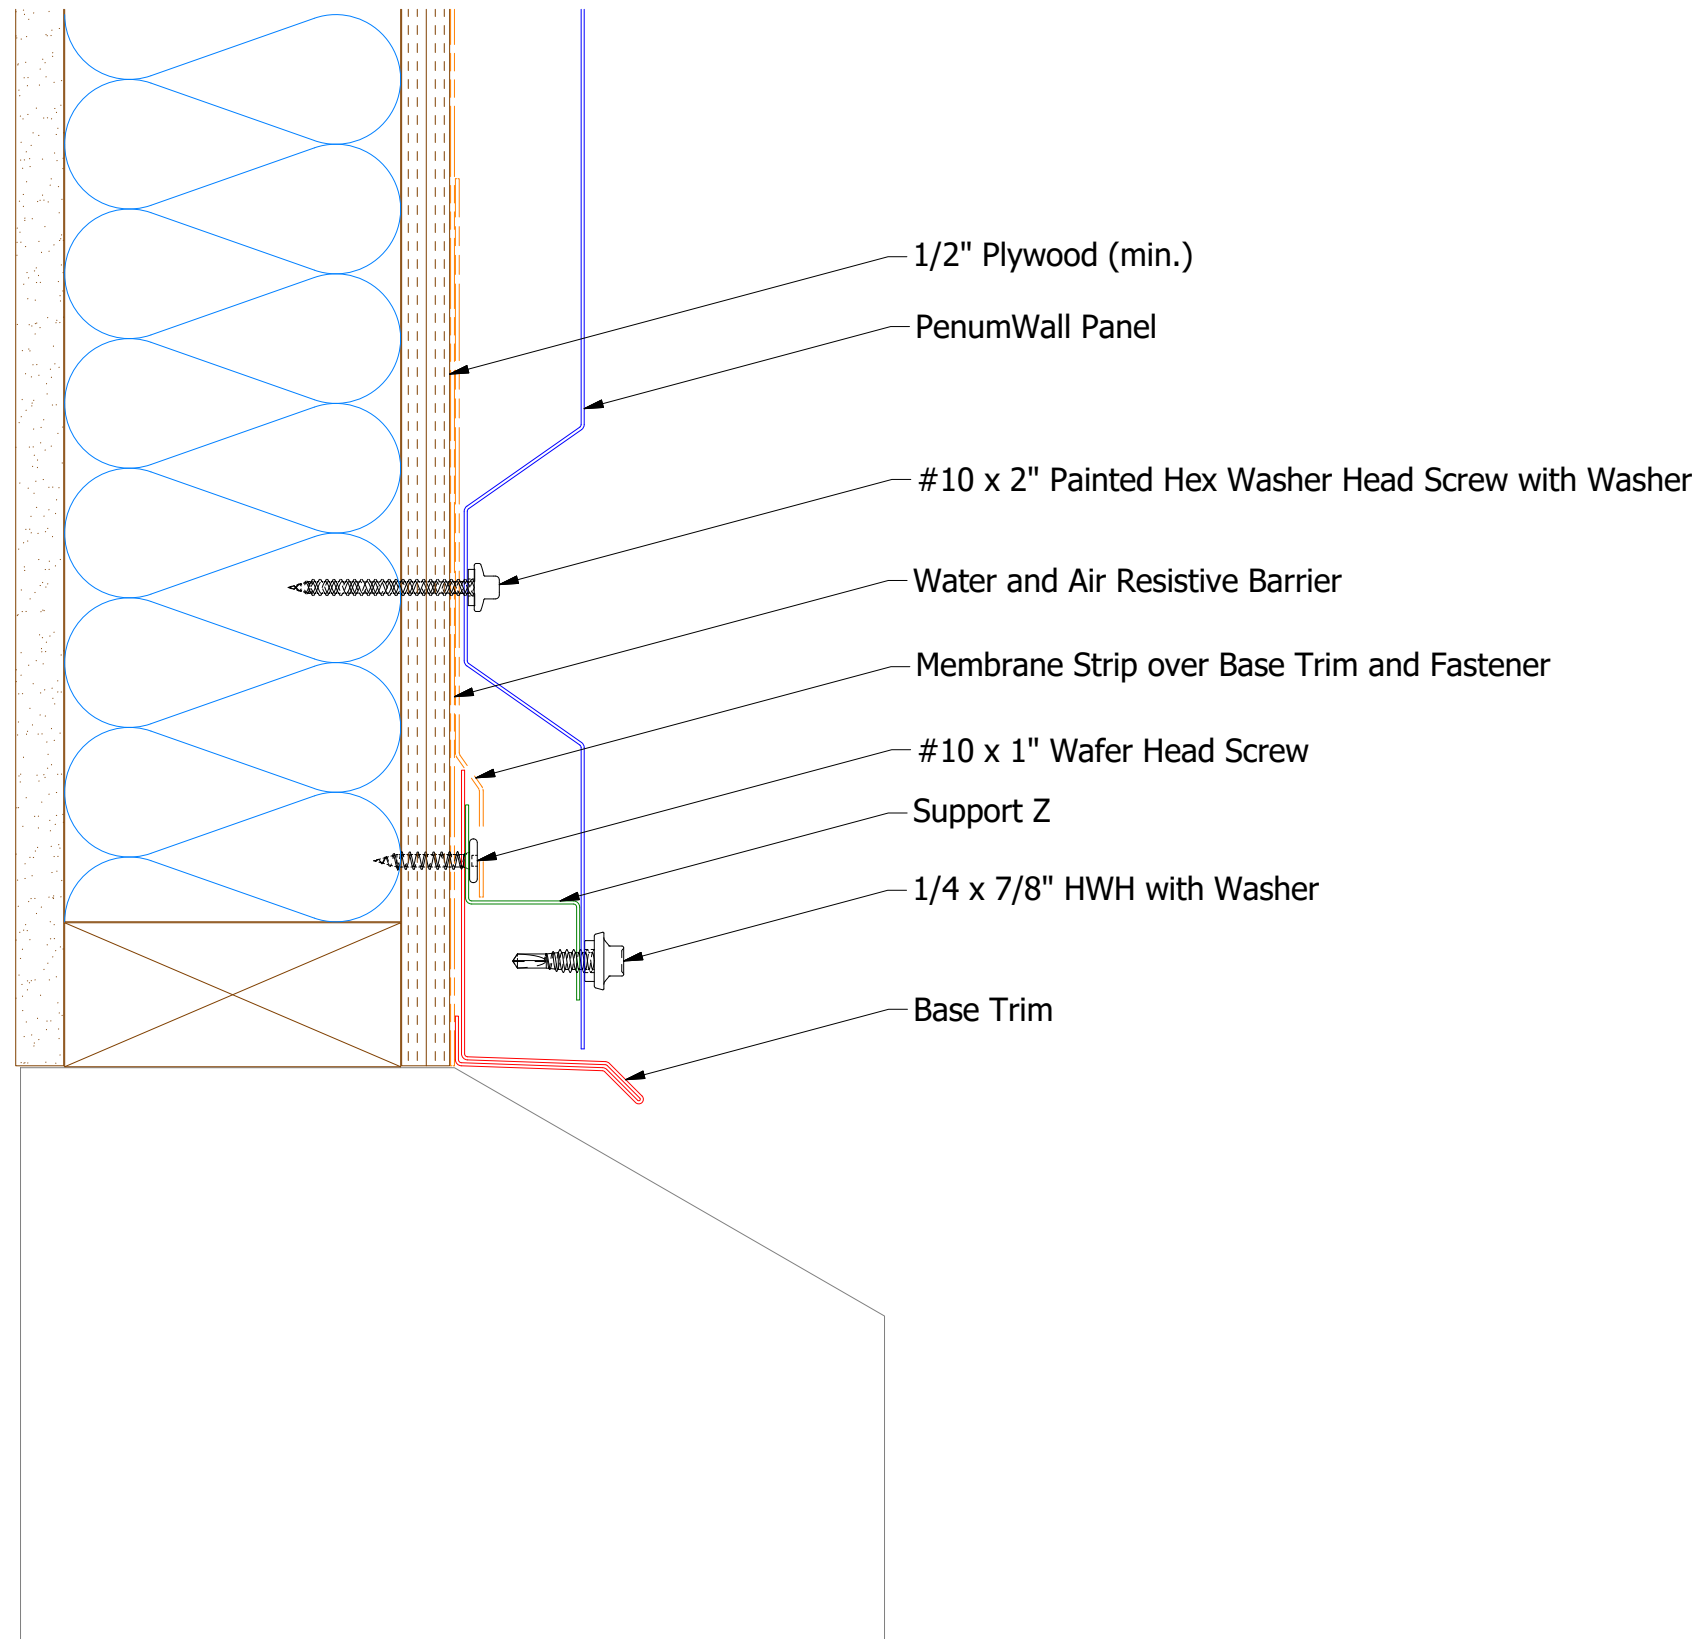 1/2" Plywood (min.)
PenumWall Panel
#10 x 2" Painted Hex Washer Head Screw with Washer
Water and Air Resistive Barrier
Membrane Strip over Base Trim and Fastener
#10 x 1" Wafer Head Screw
Support Z
1/4 x 7/8" HWH with Washer
Base Trim